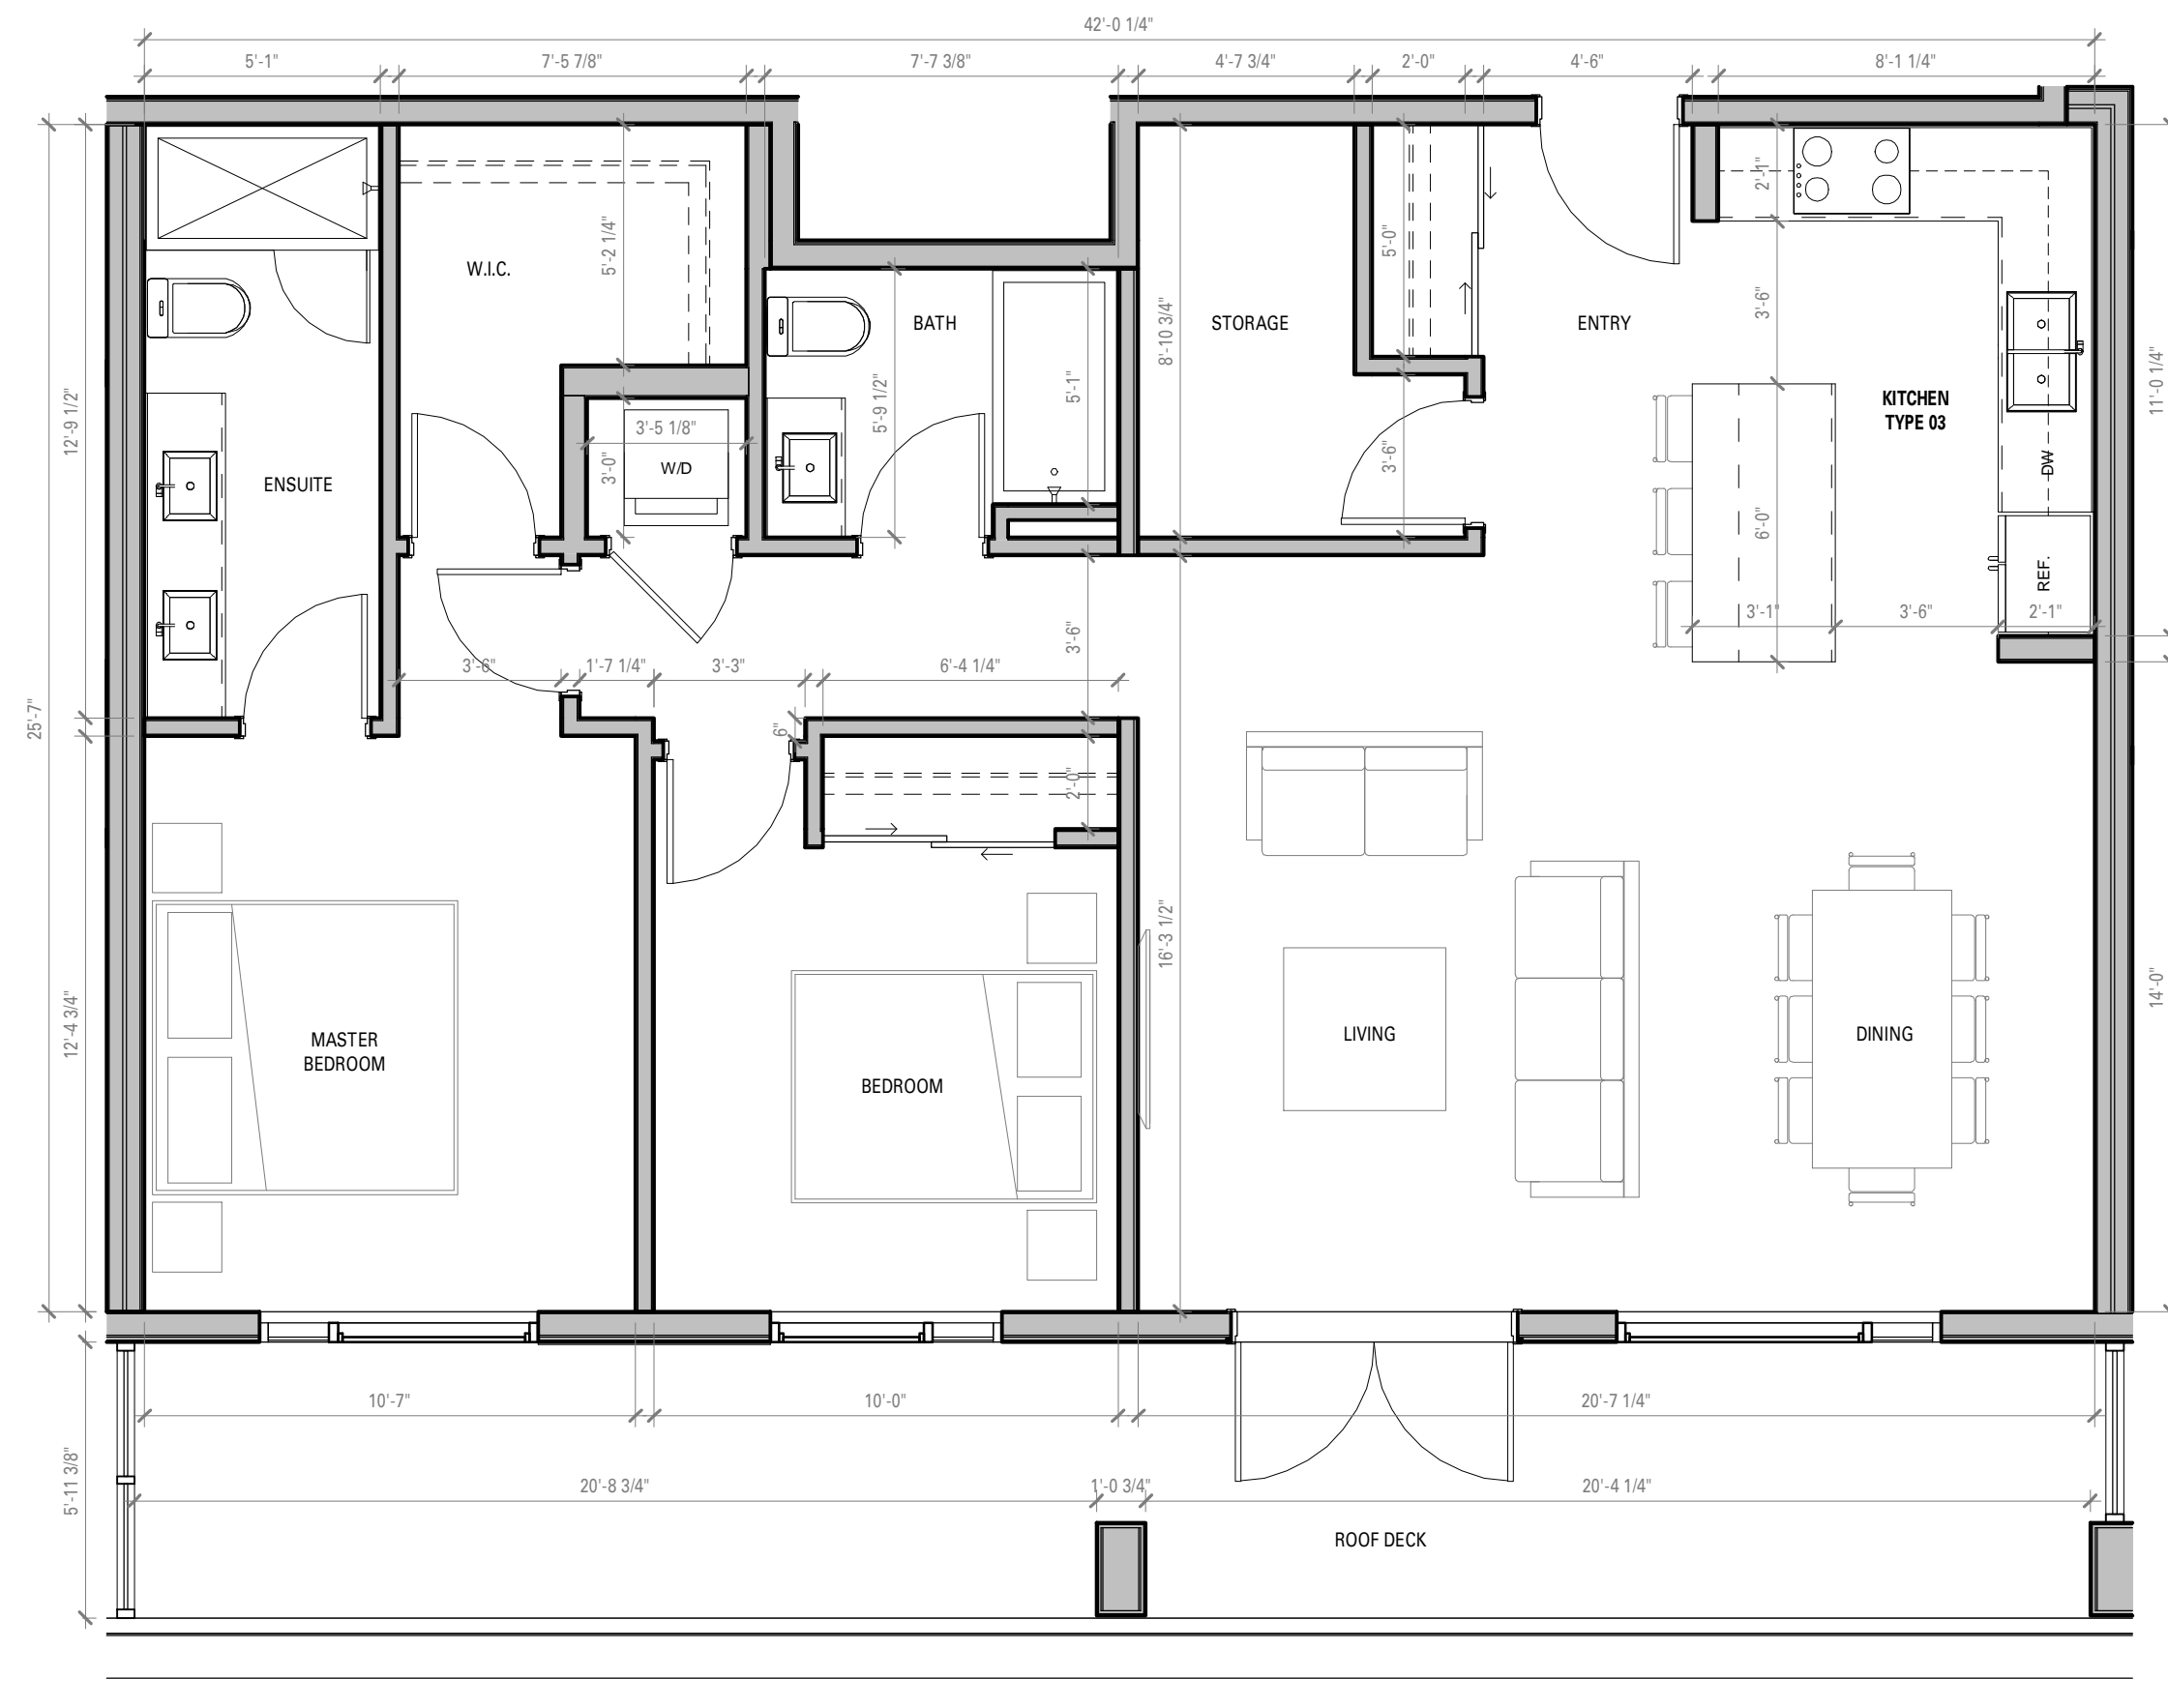 42'-0 1/4"
5'-1"
7'-5 7/8"
7'-7 3/8"
4'-7 3/4"
2'-0"
4'-6"
8'-1 1/4"
2'-1"
5'-2 1/4"
5'-0"
W.I.C.
BATH
STORAGE
ENTRY
3'-6"
8'-10 3/4"
11'-0 1/4"
12'-9 1/2"
5'-9 1/2"
5'-1"
KITCHEN
TYPE 03
3'-5 1/8"
3'-0"
W/D
3'-6"
DW
ENSUITE
6'-0"
REF.
3'-1"
3'-6"
2'-1"
3'-6"
3'-6"
1'-7 1/4"
3'-3"
6'-4 1/4"
25'-7"
6"
2'-0"
16'-3 1/2"
14'-0"
12'-4 3/4"
MASTER
BEDROOM
BEDROOM
LIVING
DINING
10'-7"
10'-0"
20'-7 1/4"
5'-11 3/8"
20'-8 3/4"
1'-0 3/4"
20'-4 1/4"
ROOF DECK